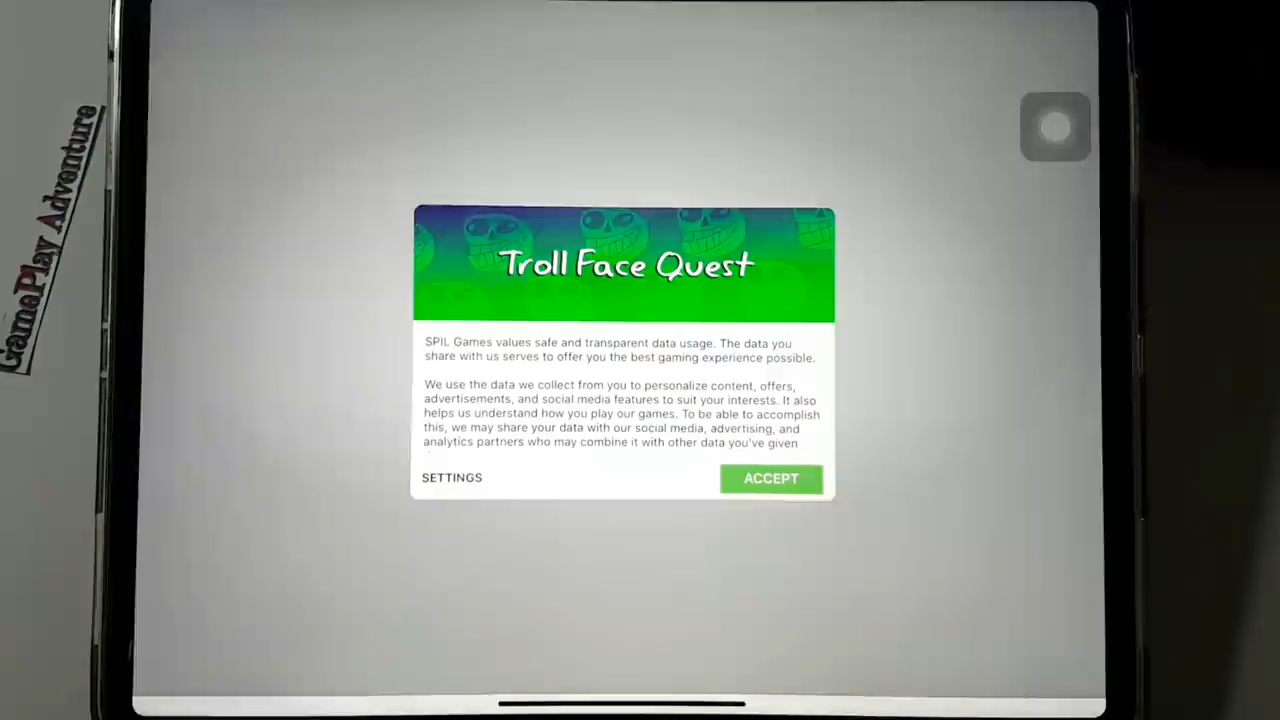 GamePlay Adventure
Troll Face Quest
SPIL Games values safe and transparent data usage. The data you
share with us serves to offer you the best gaming experience possible.
We use the data we collect from you to personalize content, offers,
advertisements, and social media features to suit your interests. It also
helps us understand how you play our games. To be able to accomplish
this, we may share your data with our social media, advertising, and
analytics partners who may combine it with other data you've given
SETTINGS
ACCEPT